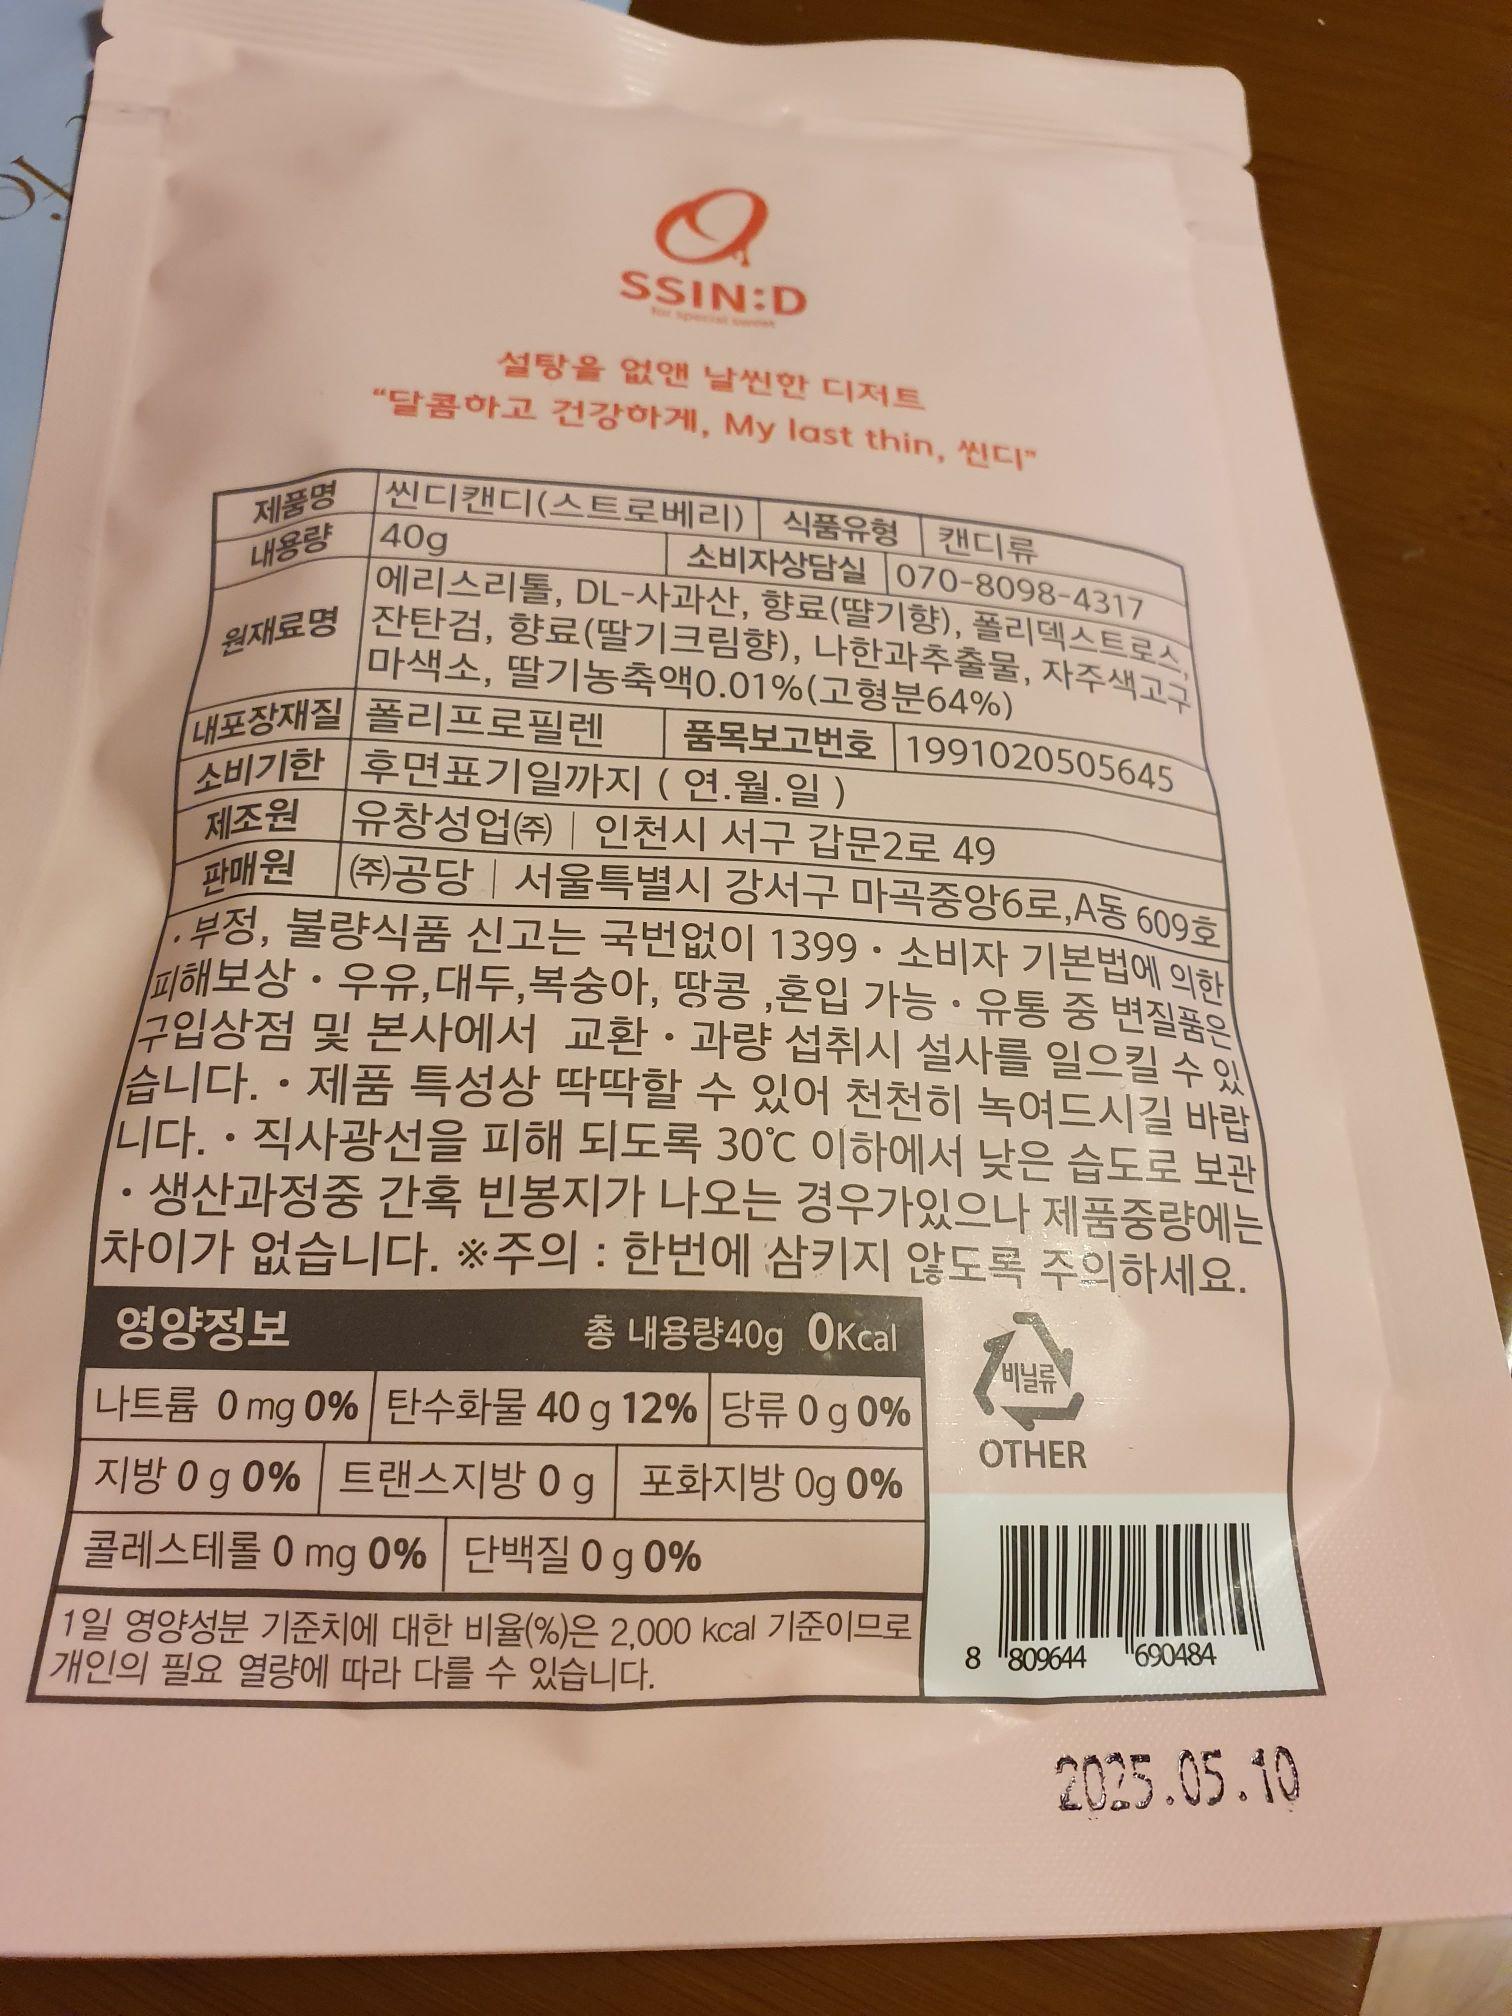 SSIN:D
for special sweet
설탕을 없앤 날씬한 디저트
“달콤하고 건강하게, My last thin, 씬디”
제품명 씬디캔디(스트로베리) 식품유형 캔디류
내용량 40g 소비자상담실 070-8098-4317
원재료명 에리스리톨, DL-사과산, 향료(딸기향), 폴리덱스트로스,
잔탄검, 향료(딸기크림향), 나한과추출물, 자주색고구
마색소, 딸기농축액0.01%(고형분64%)
내포장재질 폴리프로필렌 품목보고번호 1991020505645
소비기한 후면표기일까지 ( 연.월.일 )
제조원 유창성업㈜ | 인천시 서구 갑문2로 49
판매원 ㈜공당 | 서울특별시 강서구 마곡중앙6로,A동 609호
· 부정, 불량식품 신고는 국번없이 1399 · 소비자 기본법에 의한
피해보상 · 우유,대두,복숭아, 땅콩 ,혼입 가능 · 유통 중 변질품은
구입상점 및 본사에서 교환 · 과량 섭취시 설사를 일으킬 수 있
습니다. · 제품 특성상 딱딱할 수 있어 천천히 녹여드시길 바랍
니다. · 직사광선을 피해 되도록 30℃ 이하에서 낮은 습도로 보관
· 생산과정중 간혹 빈봉지가 나오는 경우가있으나 제품중량에는
차이가 없습니다. ※주의 : 한번에 삼키지 않도록 주의하세요.
영양정보 총 내용량40g 0Kcal
나트륨 0 mg 0% 탄수화물 40 g 12% 당류 0 g 0%
지방 0 g 0% 트랜스지방 0 g 포화지방 0g 0%
콜레스테롤 0 mg 0% 단백질 0 g 0%
1일 영양성분 기준치에 대한 비율(%)은 2,000 kcal 기준이므로
개인의 필요 열량에 따라 다를 수 있습니다.
비닐류
OTHER
8 809644 690484
2025.05.10